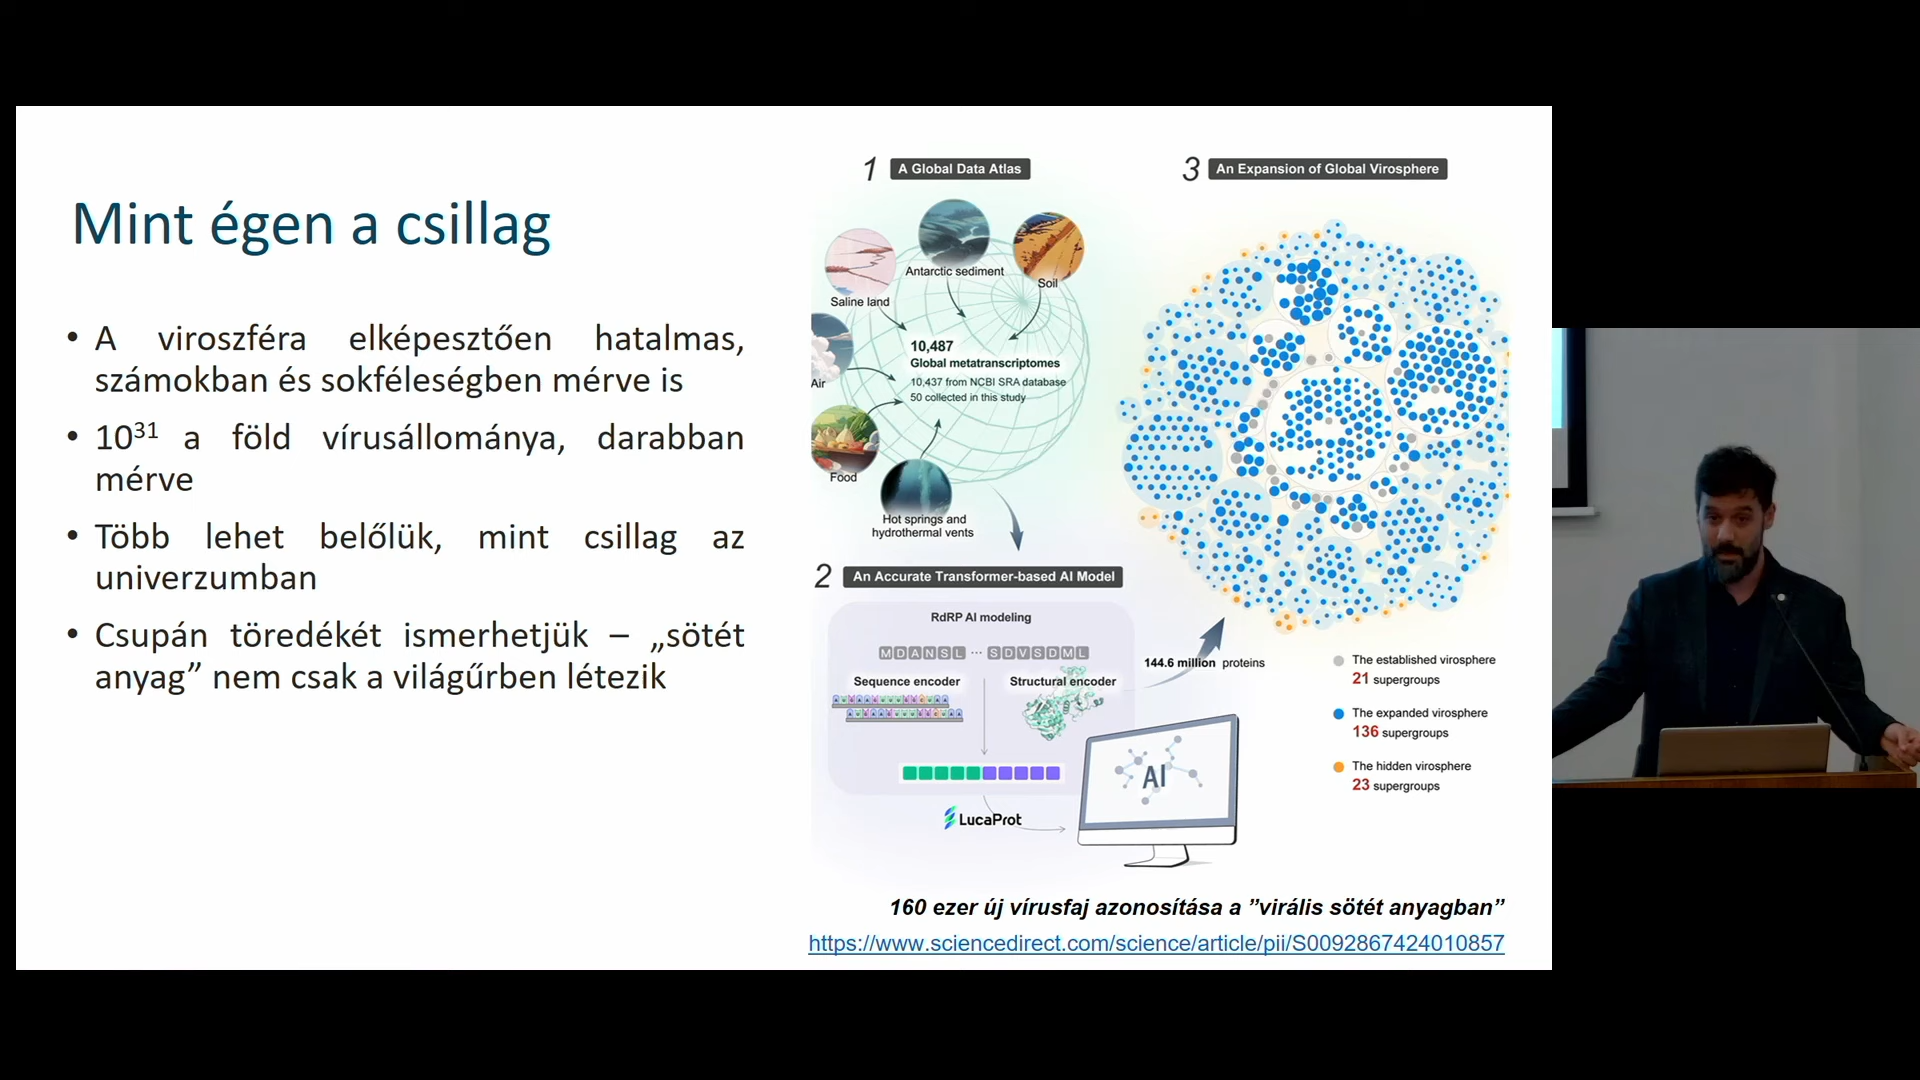 Mint égen a csillag
• A viroszféra elképesztően hatalmas,
számokban és sokféleségben mérve is
• 10³¹ a föld vírusállománya, darabban
mérve
• Több lehet belőlük, mint csillag az
univerzumban
• Csupán töredékét ismerhetjük – „sötét
anyag” nem csak a világűrben létezik
1 A Global Data Atlas
Antarctic sediment
Soil
Saline land
Air
Food
Hot springs and
hydrothermal vents
10,487
Global metatranscriptomes
10,437 from NCBI SRA database
50 collected in this study
2 An Accurate Transformer-based AI Model
RdRP AI modeling
MDANSL ··· SDVSDML
Sequence encoder
Structural encoder
LucaProt
AI
144.6 million proteins
3 An Expansion of Global Virosphere
The established virosphere
21 supergroups
The expanded virosphere
136 supergroups
The hidden virosphere
23 supergroups
160 ezer új vírusfaj azonosítása a ”virális sötét anyagban”
https://www.sciencedirect.com/science/article/pii/S0092867424010857